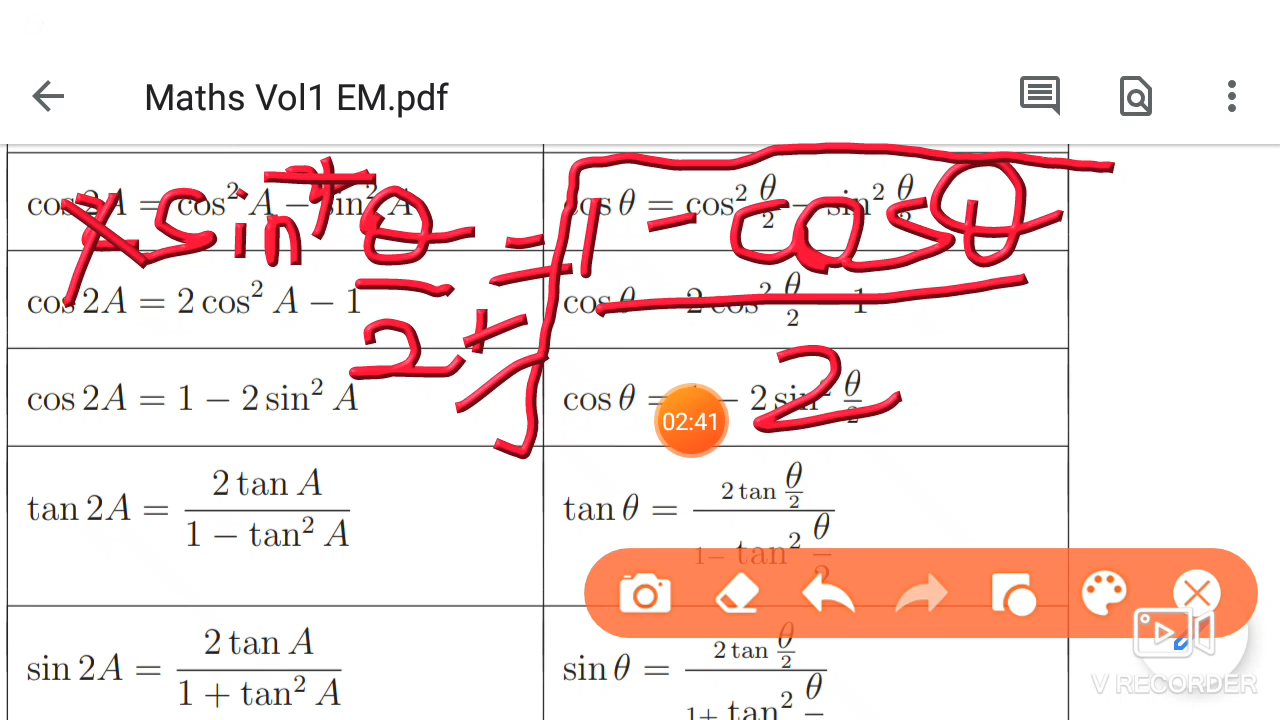 Maths Vol1 EM.pdf
cos 2A = cos² A − sin² A
cos θ = cos² θ/2 − sin² θ/2
2 sin² θ/2 = ± √(1 - cos θ)/2
cos 2A = 2 cos² A − 1
cos θ 2 cos² θ/2 1
cos 2A = 1 − 2 sin² A
cos θ = − 2 sin² θ/2
02:41
tan 2A = 2 tan A / 1 − tan² A
tan θ = 2 tan θ/2 / 1− tan² θ/2
sin 2A = 2 tan A / 1 + tan² A
sin θ = 2 tan θ/2 / 1+ tan² θ
V RECORDER